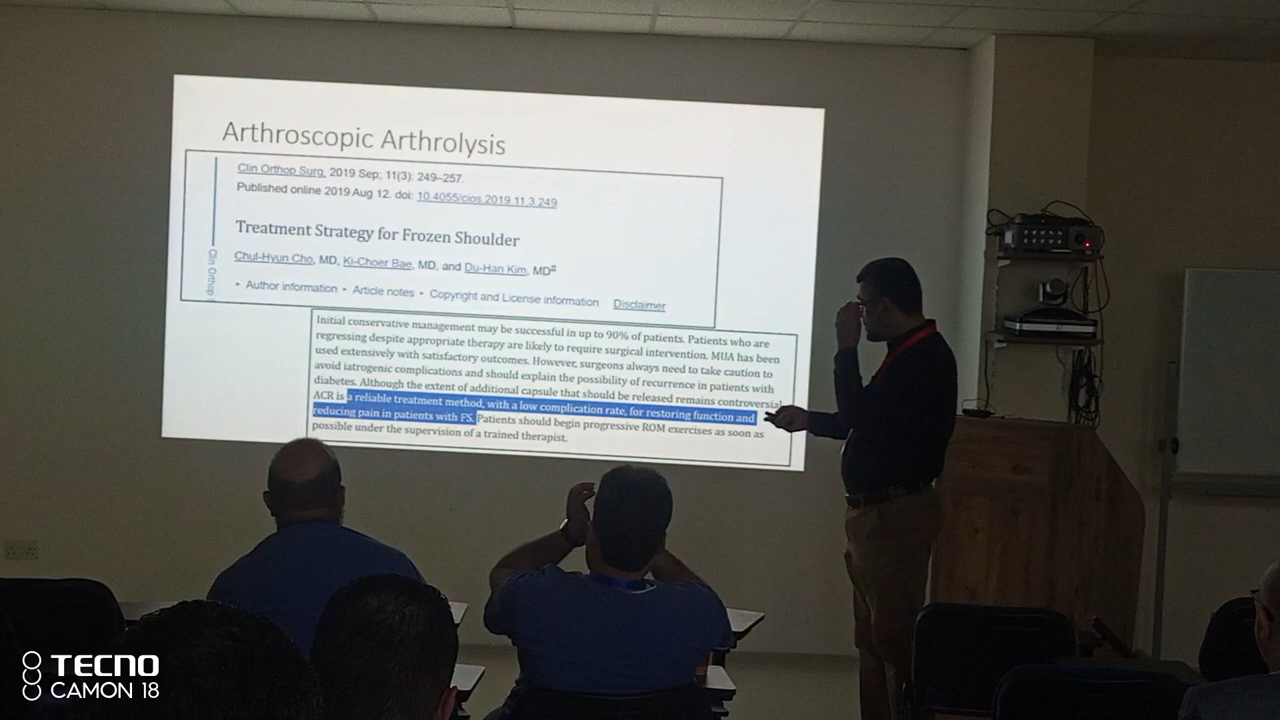 Arthroscopic Arthrolysis
Clin Orthop Surg. 2019 Sep; 11(3): 249–257.
Published online 2019 Aug 12. doi: 10.4055/cios.2019.11.3.249
Treatment Strategy for Frozen Shoulder
Chul-Hyun Cho, MD, Ki-Choer Bae, MD, and Du-Han Kim, MD
Author information • Article notes • Copyright and License information Disclaimer
Clin Orthop
Initial conservative management may be successful in up to 90% of patients. Patients who are
regressing despite appropriate therapy are likely to require surgical intervention. MUA has been
used extensively with satisfactory outcomes. However, surgeons always need to take caution to
avoid iatrogenic complications and should explain the possibility of recurrence in patients with
diabetes. Although the extent of additional capsule that should be released remains controversial,
ACR is a reliable treatment method, with a low complication rate, for restoring function and
reducing pain in patients with FS. Patients should begin progressive ROM exercises as soon as
possible under the supervision of a trained therapist.
TECNO
CAMON 18